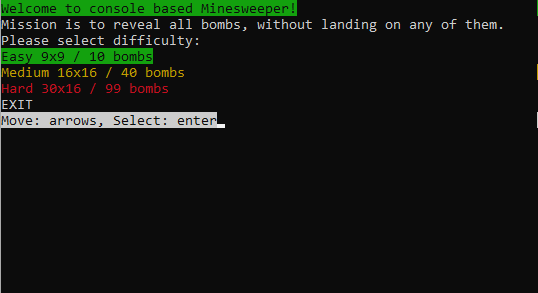 Welcome to console based Minesweeper!
Mission is to reveal all bombs, without landing on any of them.
Please select difficulty:
Easy 9x9 / 10 bombs
Medium 16x16 / 40 bombs
Hard 30x16 / 99 bombs
EXIT
Move: arrows, Select: enter